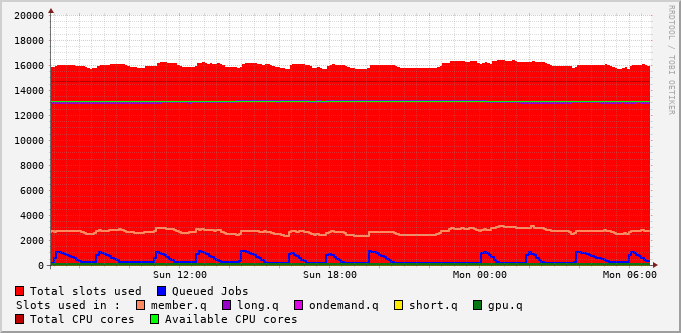 20000
18000
16000
14000
12000
10000
8000
6000
4000
2000
0
Sun 12:00 Sun 18:00 Mon 00:00 Mon 06:00
Total slots used Queued Jobs
Slots used in : member.q long.q ondemand.q short.q gpu.q
Total CPU cores Available CPU cores
RRDTOOL / TOBI OETIKER